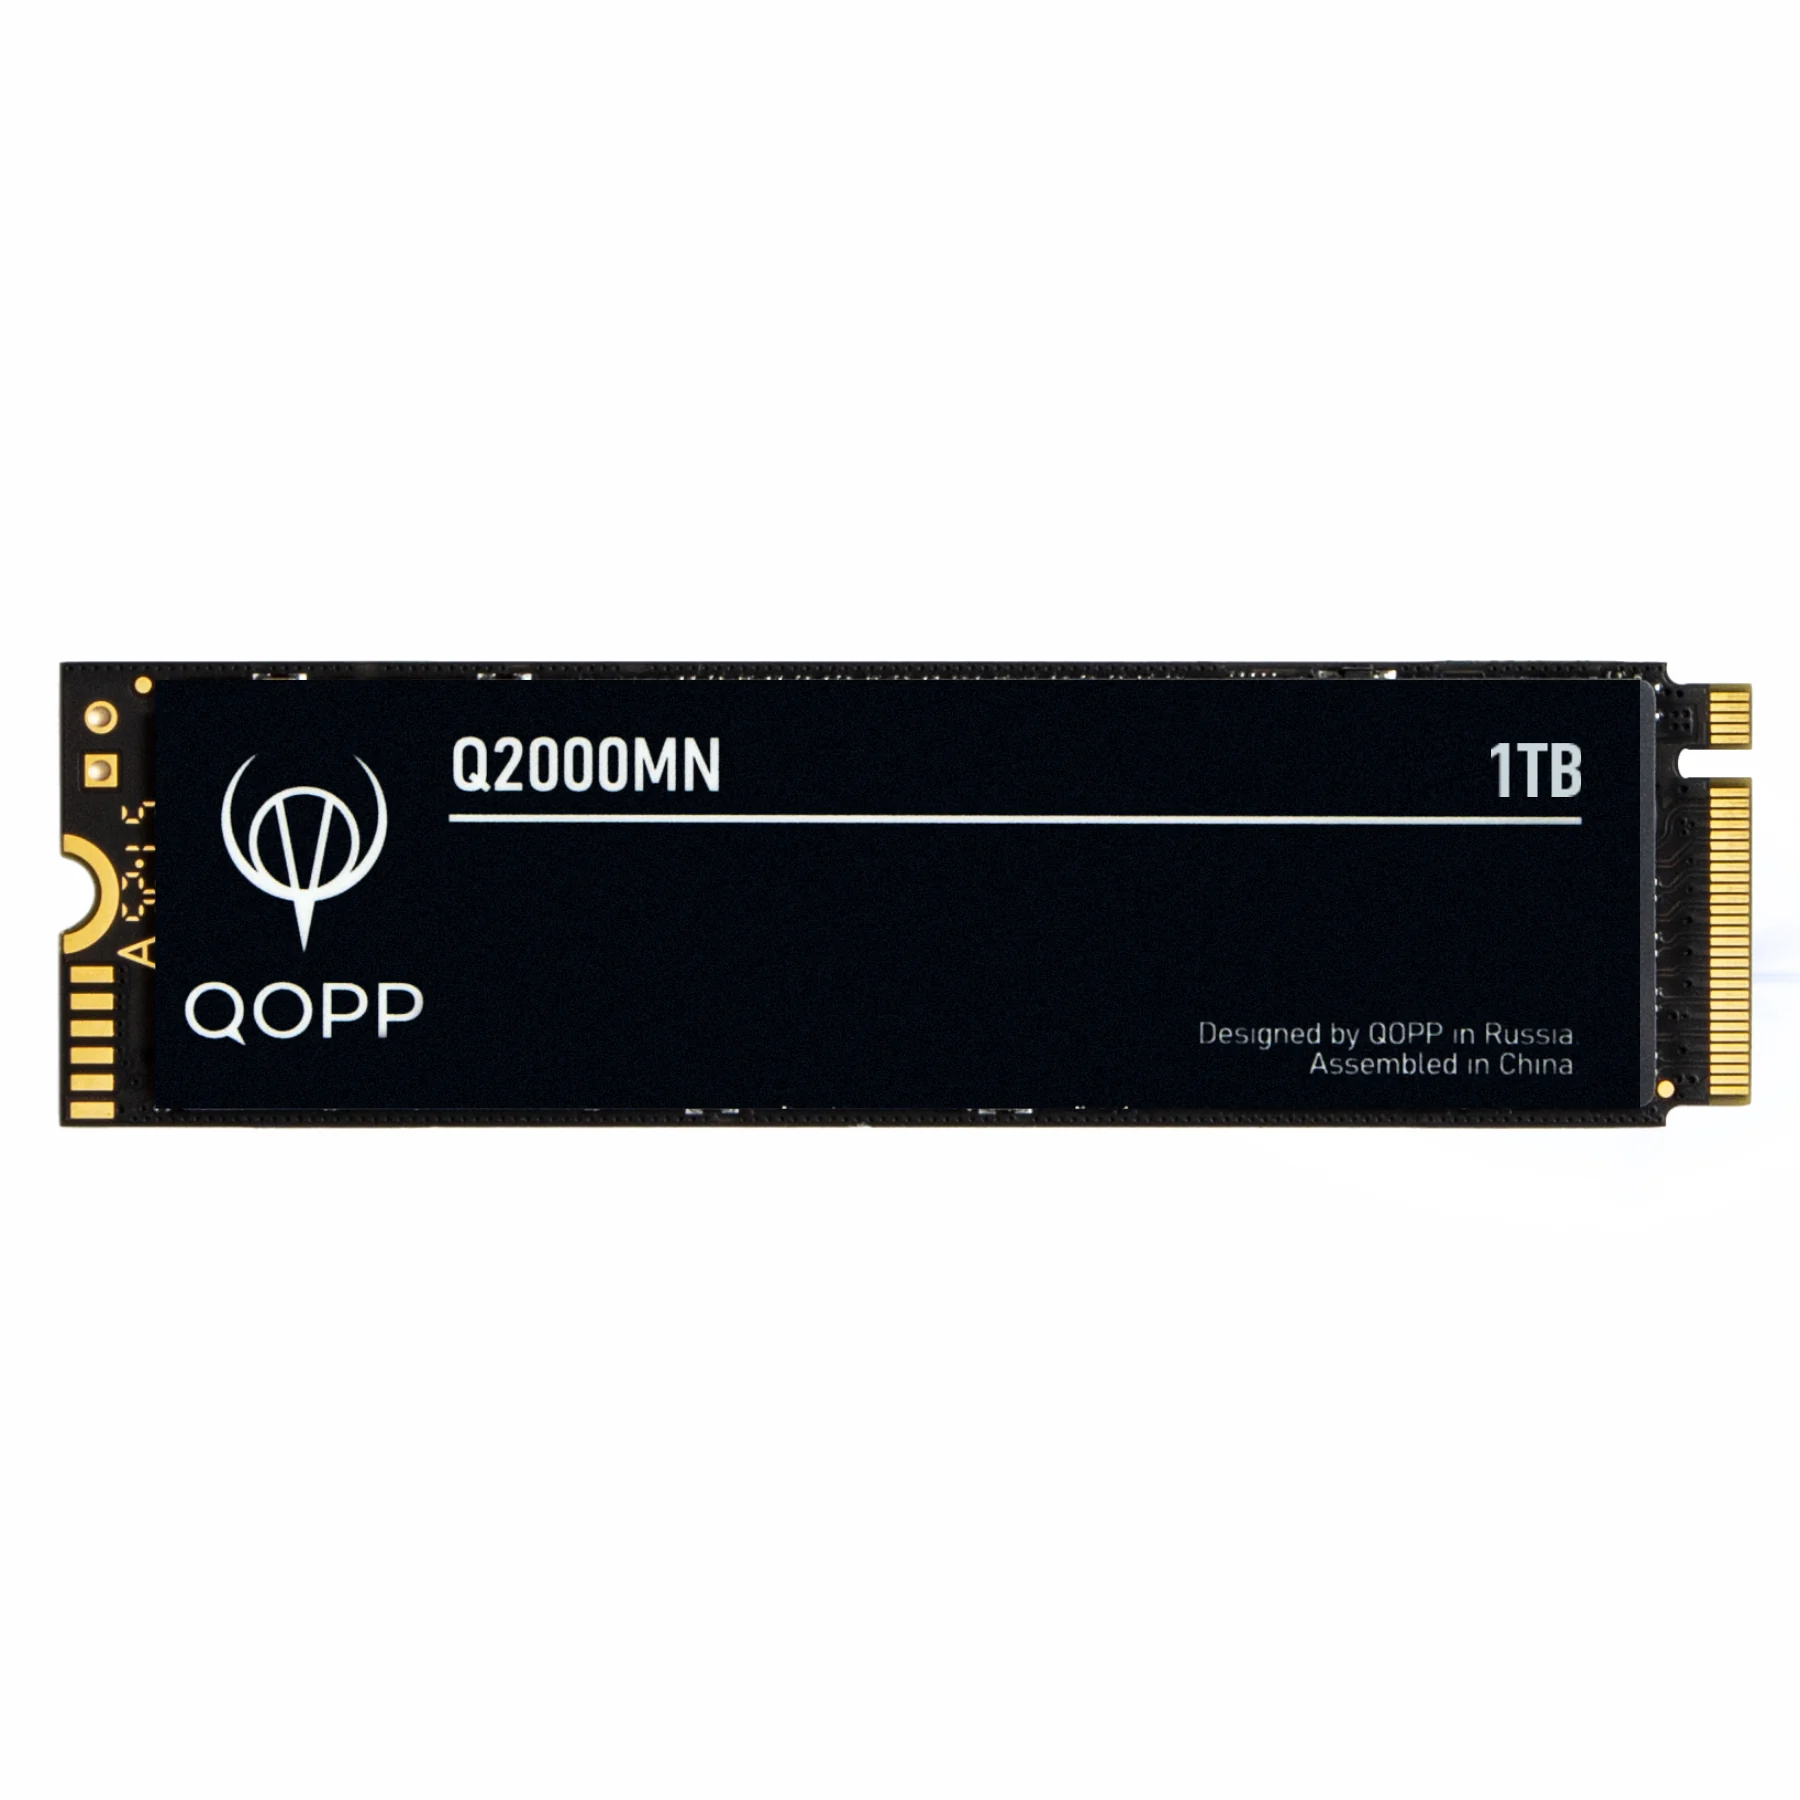 Q2000MN
1TB
QOPP
Designed by QOPP in Russia.
Assembled in China